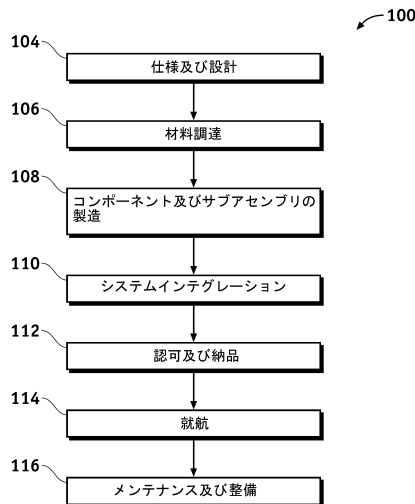 100
104
仕様及び設計
106
材料調達
108
コンポーネント及びサブアセンブリの
製造
110
システムインテグレーション
112
認可及び納品
114
就航
116
メンテナンス及び整備